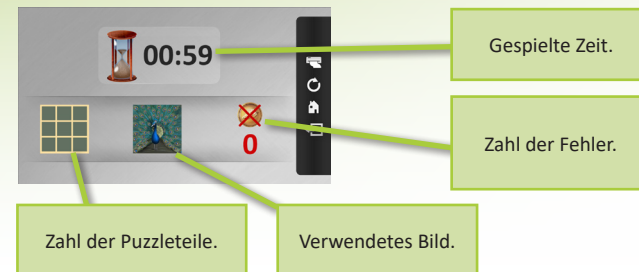 00:59
Gespielte Zeit.
0
Zahl der Fehler.
Zahl der Puzzleteile.
Verwendetes Bild.